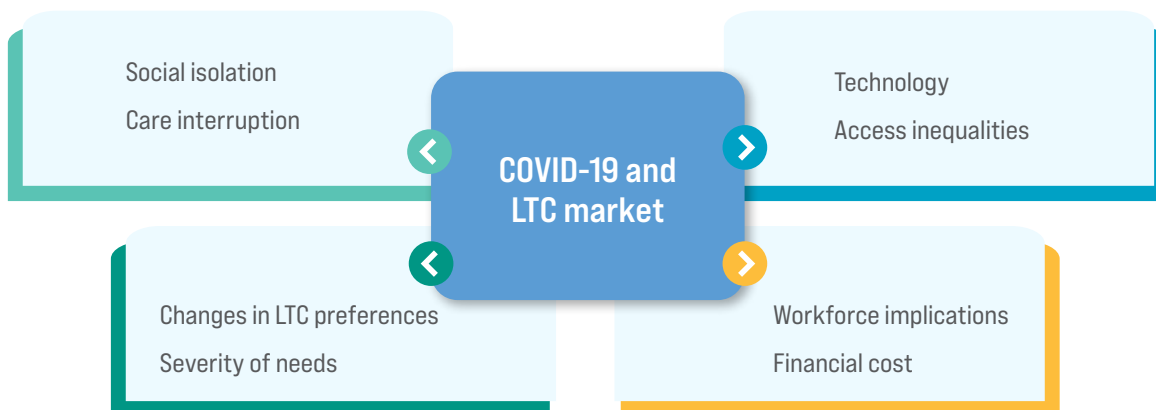 Social isolation
Care interruption
Technology
Access inequalities
COVID-19 and
LTC market
Changes in LTC preferences
Severity of needs
Workforce implications
Financial cost